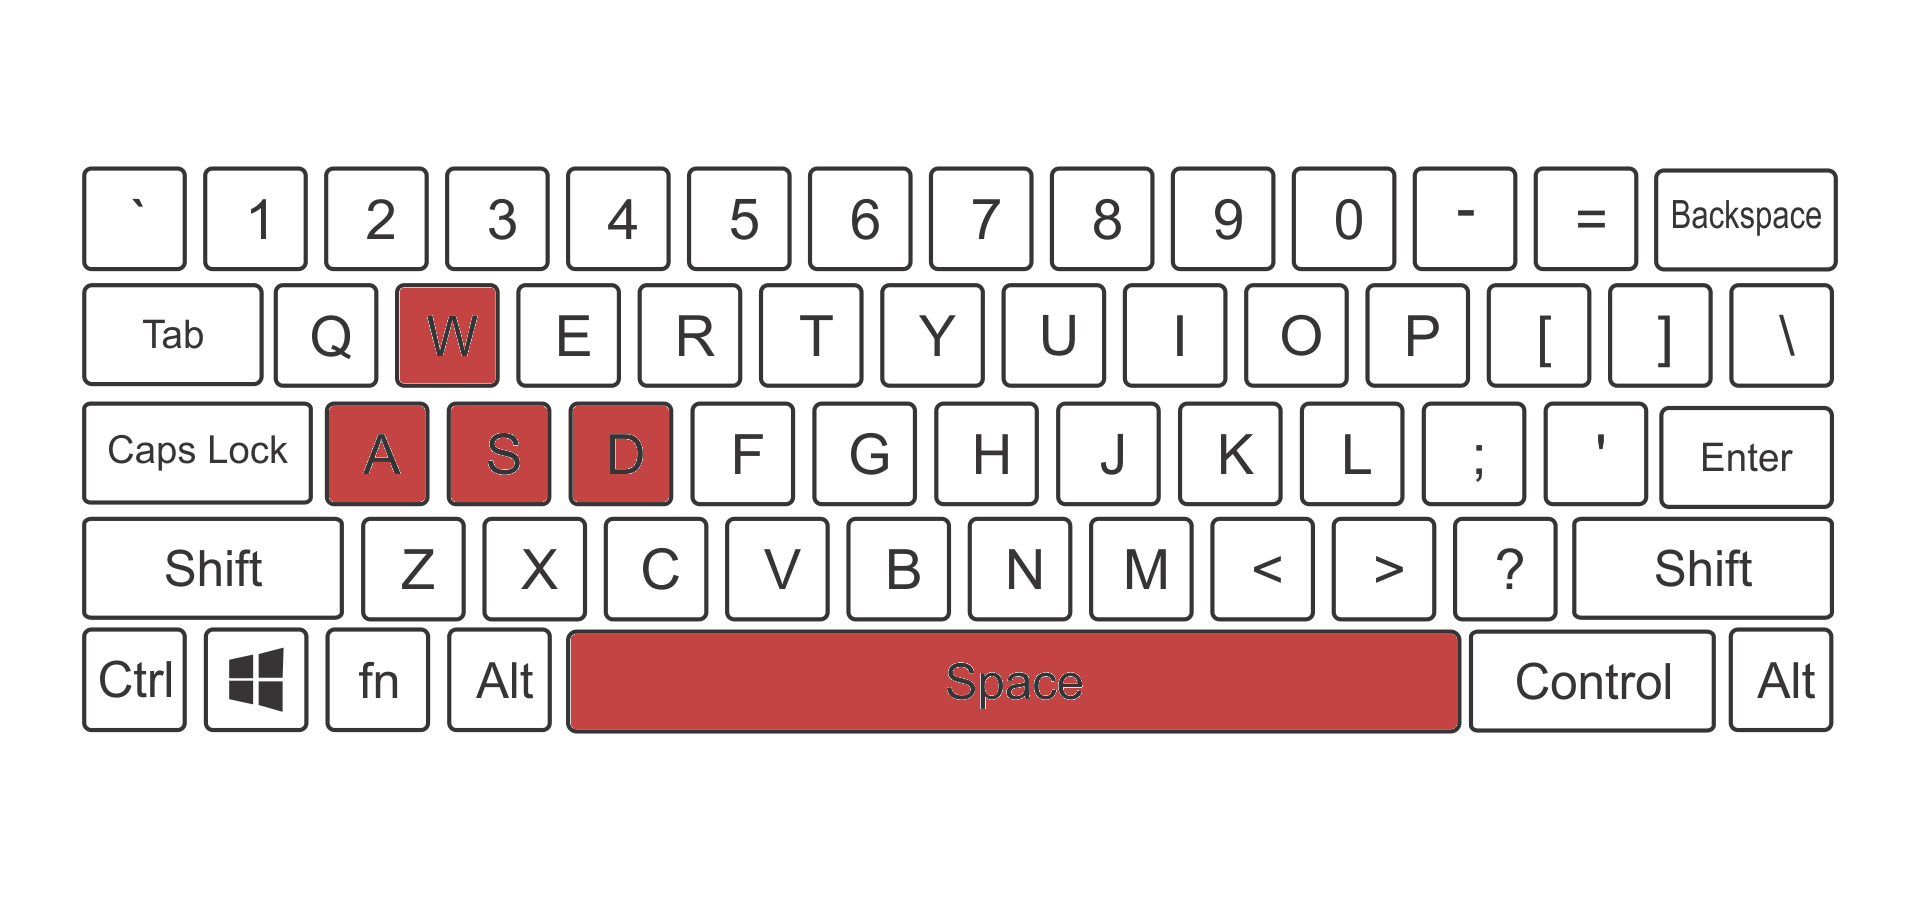 ` 1 2 3 4 5 6 7 8 9 0 - = Backspace
Tab Q W E R T Y U I O P [ ] \
Caps Lock A S D F G H J K L ; ' Enter
Shift Z X C V B N M < > ? Shift
Ctrl fn Alt Space Control Alt